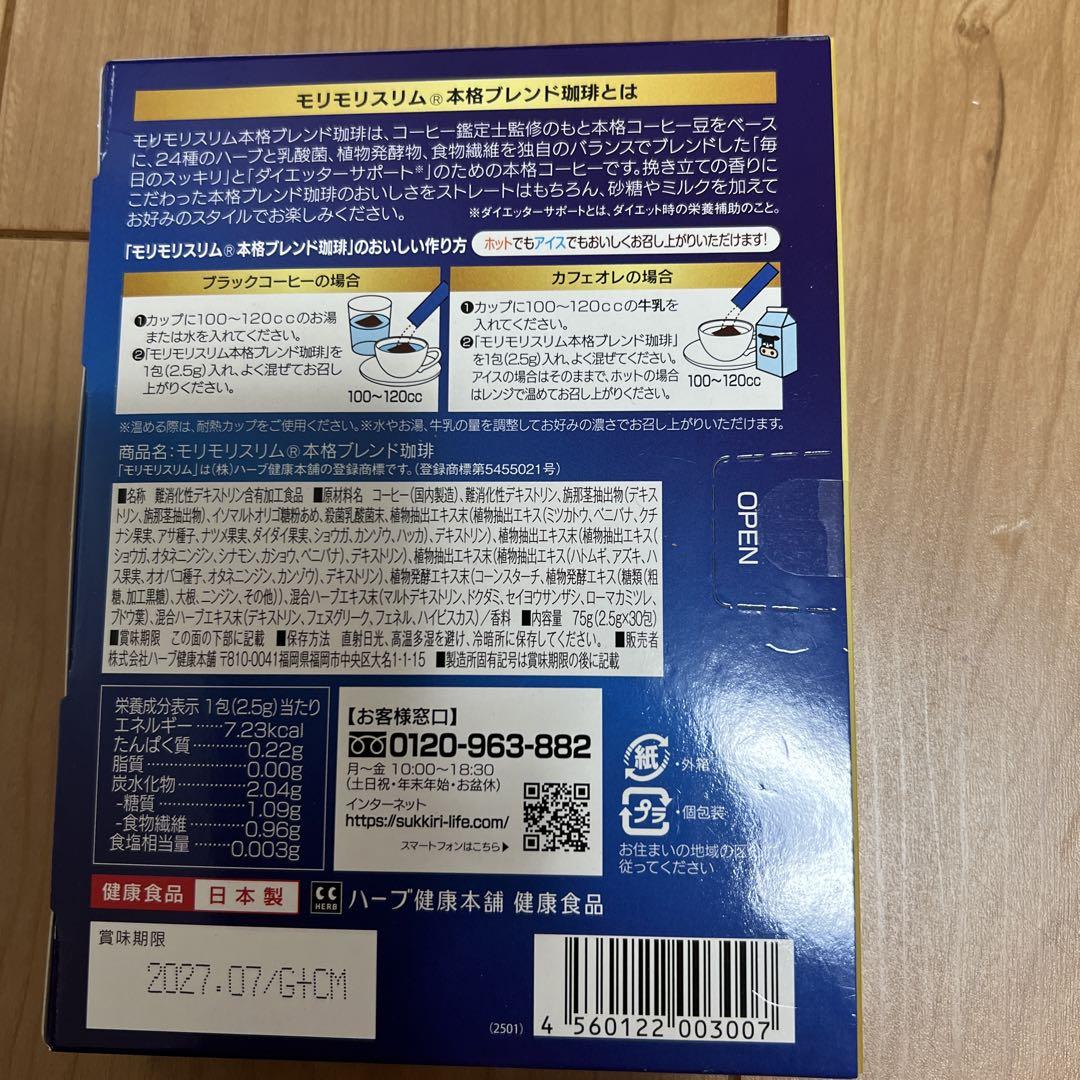 モリモリスリム®本格ブレンド珈琲とは
モリモリスリム本格ブレンド珈琲は、コーヒー鑑定士監修のもと本格コーヒー豆をベース
に、24種のハーブと乳酸菌、植物発酵物、食物繊維を独自のバランスでブレンドした「毎
日のスッキリ」と「ダイエッターサポート※」のための本格コーヒーです。挽き立ての香りに
こだわった本格ブレンド珈琲のおいしさをストレートはもちろん、砂糖やミルクを加えて
お好みのスタイルでお楽しみください。
※ダイエッターサポートとは、ダイエット時の栄養補助のこと。
「モリモリスリム®本格ブレンド珈琲」のおいしい作り方
ホットでもアイスでもおいしくお召し上がりいただけます!
ブラックコーヒーの場合
❶カップに100〜120ccのお湯
または水を入れてください。
❷「モリモリスリム本格ブレンド珈琲」を
1包(2.5g)入れ、よく混ぜてお召し
上がりください。
100〜120cc
カフェオレの場合
❶カップに100〜120ccの牛乳を
入れてください。
❷「モリモリスリム本格ブレンド珈琲」
を1包(2.5g)入れ、よく混ぜてください。
アイスの場合はそのままで、ホットの場合
はレンジで温めてお召し上がりください。
100〜120cc
※温める際は、耐熱カップをご使用ください。※水やお湯、牛乳の量を調整してお好みの濃さでお召し上がりいただけます。
商品名:モリモリスリム®本格ブレンド珈琲
「モリモリスリム」は(株)ハーブ健康本舗の登録商標です。(登録商標第5455021号)
■名称 難消化性デキストリン含有加工食品 ■原材料名 コーヒー(国内製造)、難消化性デキストリン、旃那茎抽出物(デキス
トリン、旃那茎抽出物)、イソマルトオリゴ糖粉あめ、殺菌乳酸菌末、植物抽出エキス末(植物抽出エキス(ミツカトウ、ベニバナ、クチ
ナシ果実、アサ種子、ナツメ果実、ダイダイ果実、ショウガ、カンゾウ、ハッカ)、デキストリン)、植物抽出エキス末(植物抽出エキス
(ショウガ、オタネニンジン、シナモン、カショウ、ベニバナ)、デキストリン)、植物抽出エキス末(植物抽出エキス(ハトムギ、アズキ、ハ
ス果実、オオバコ種子、オタネニンジン、カンゾウ)、デキストリン)、植物発酵エキス末(コーンスターチ、植物発酵エキス(糖類(粗
糖、加工黒糖)、大根、ニンジン、その他))、混合ハーブエキス末(マルトデキストリン、ドクダミ、セイヨウサンザシ、ローマカミツレ、
ブドウ葉)、混合ハーブエキス末(デキストリン、フェヌグリーク、フェネル、ハイビスカス)/香料 ■内容量 75g(2.5g×30包)
■賞味期限 この面の下部に記載 ■保存方法 直射日光、高温多湿を避け、冷暗所に保存してください。 ■販売者
株式会社ハーブ健康本舗 〒810-0041福岡県福岡市中央区大名1-1-15 ■製造所固有記号は賞味期限の後に記載
OPEN
栄養成分表示 1包(2.5g)当たり
エネルギー……7.23kcal
たんぱく質………0.22g
脂質………0.00g
炭水化物………2.04g
-糖質………1.09g
-食物繊維………0.96g
食塩相当量………0.003g
【お客様窓口】
0120-963-882
月〜金 10:00〜18:30
(土日祝・年末年始・お盆休)
インターネット
https://sukkiri-life.com/
スマートフォンはこちら▶
紙
・外箱
プラ
・個包装
お住まいの地域の区
従ってください
健康食品 日本製
HERB ハーブ健康本舗 健康食品
賞味期限
2027.07/G+CM
(2501)
4 560122 003007